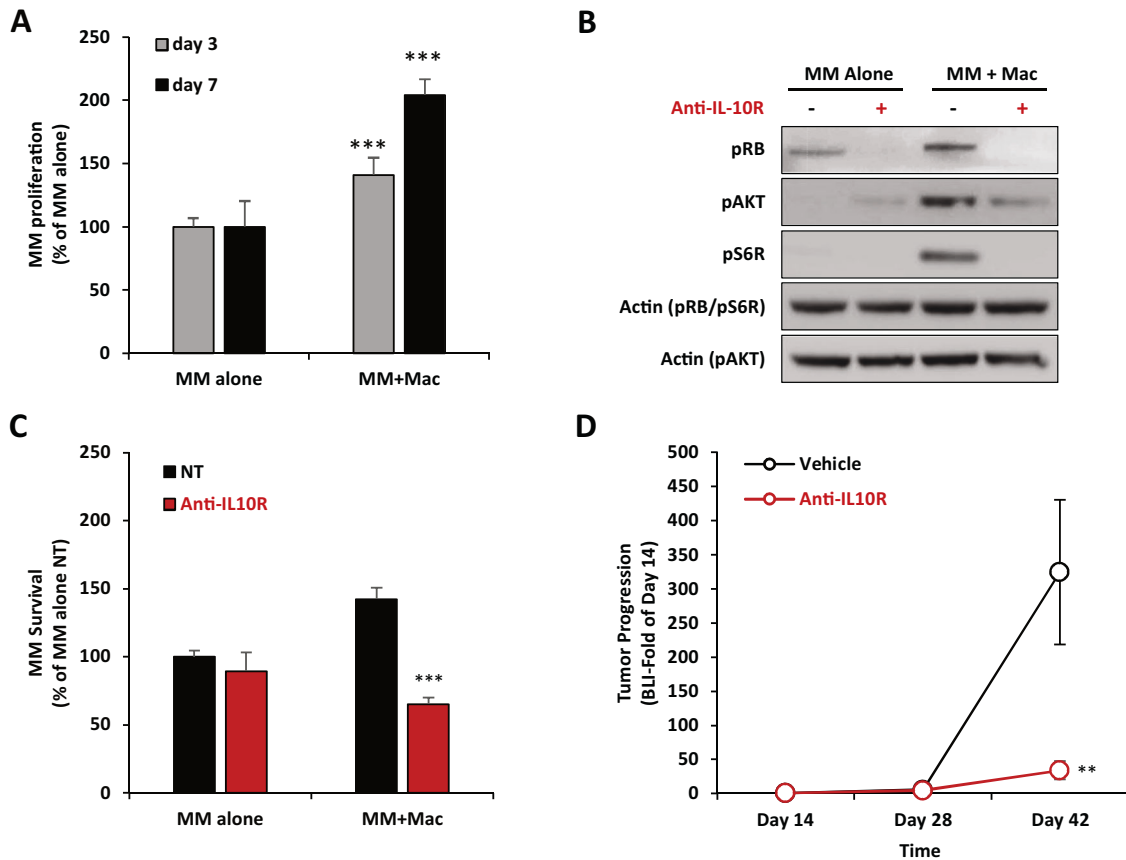 A
250
200
150
100
50
0
MM proliferation
(% of MM alone)
day 3
day 7
***
***
MM alone
MM+Mac
B
MM Alone
MM + Mac
Anti-IL-10R
-
+
-
+
pRB
pAKT
pS6R
Actin (pRB/pS6R)
Actin (pAKT)
C
250
200
150
100
50
0
MM Survival
(% of MM alone NT)
NT
Anti-IL10R
***
MM alone
MM+Mac
D
500
450
400
350
300
250
200
150
100
50
0
Tumor Progression
(BLI-Fold of Day 14)
Vehicle
Anti-IL10R
**
Day 14
Day 28
Day 42
Time